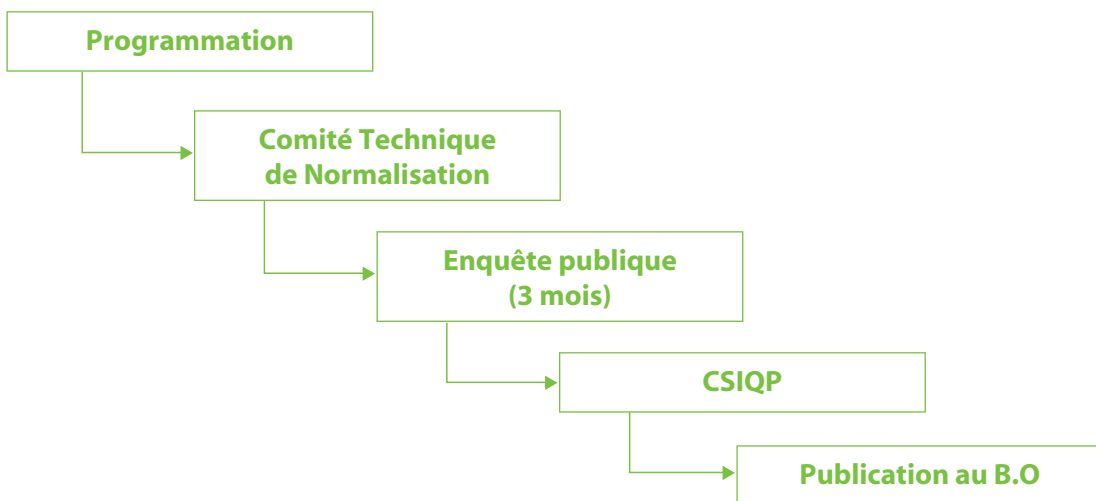 Programmation
Comité Technique
de Normalisation
Enquête publique
(3 mois)
CSIQP
Publication au B.O